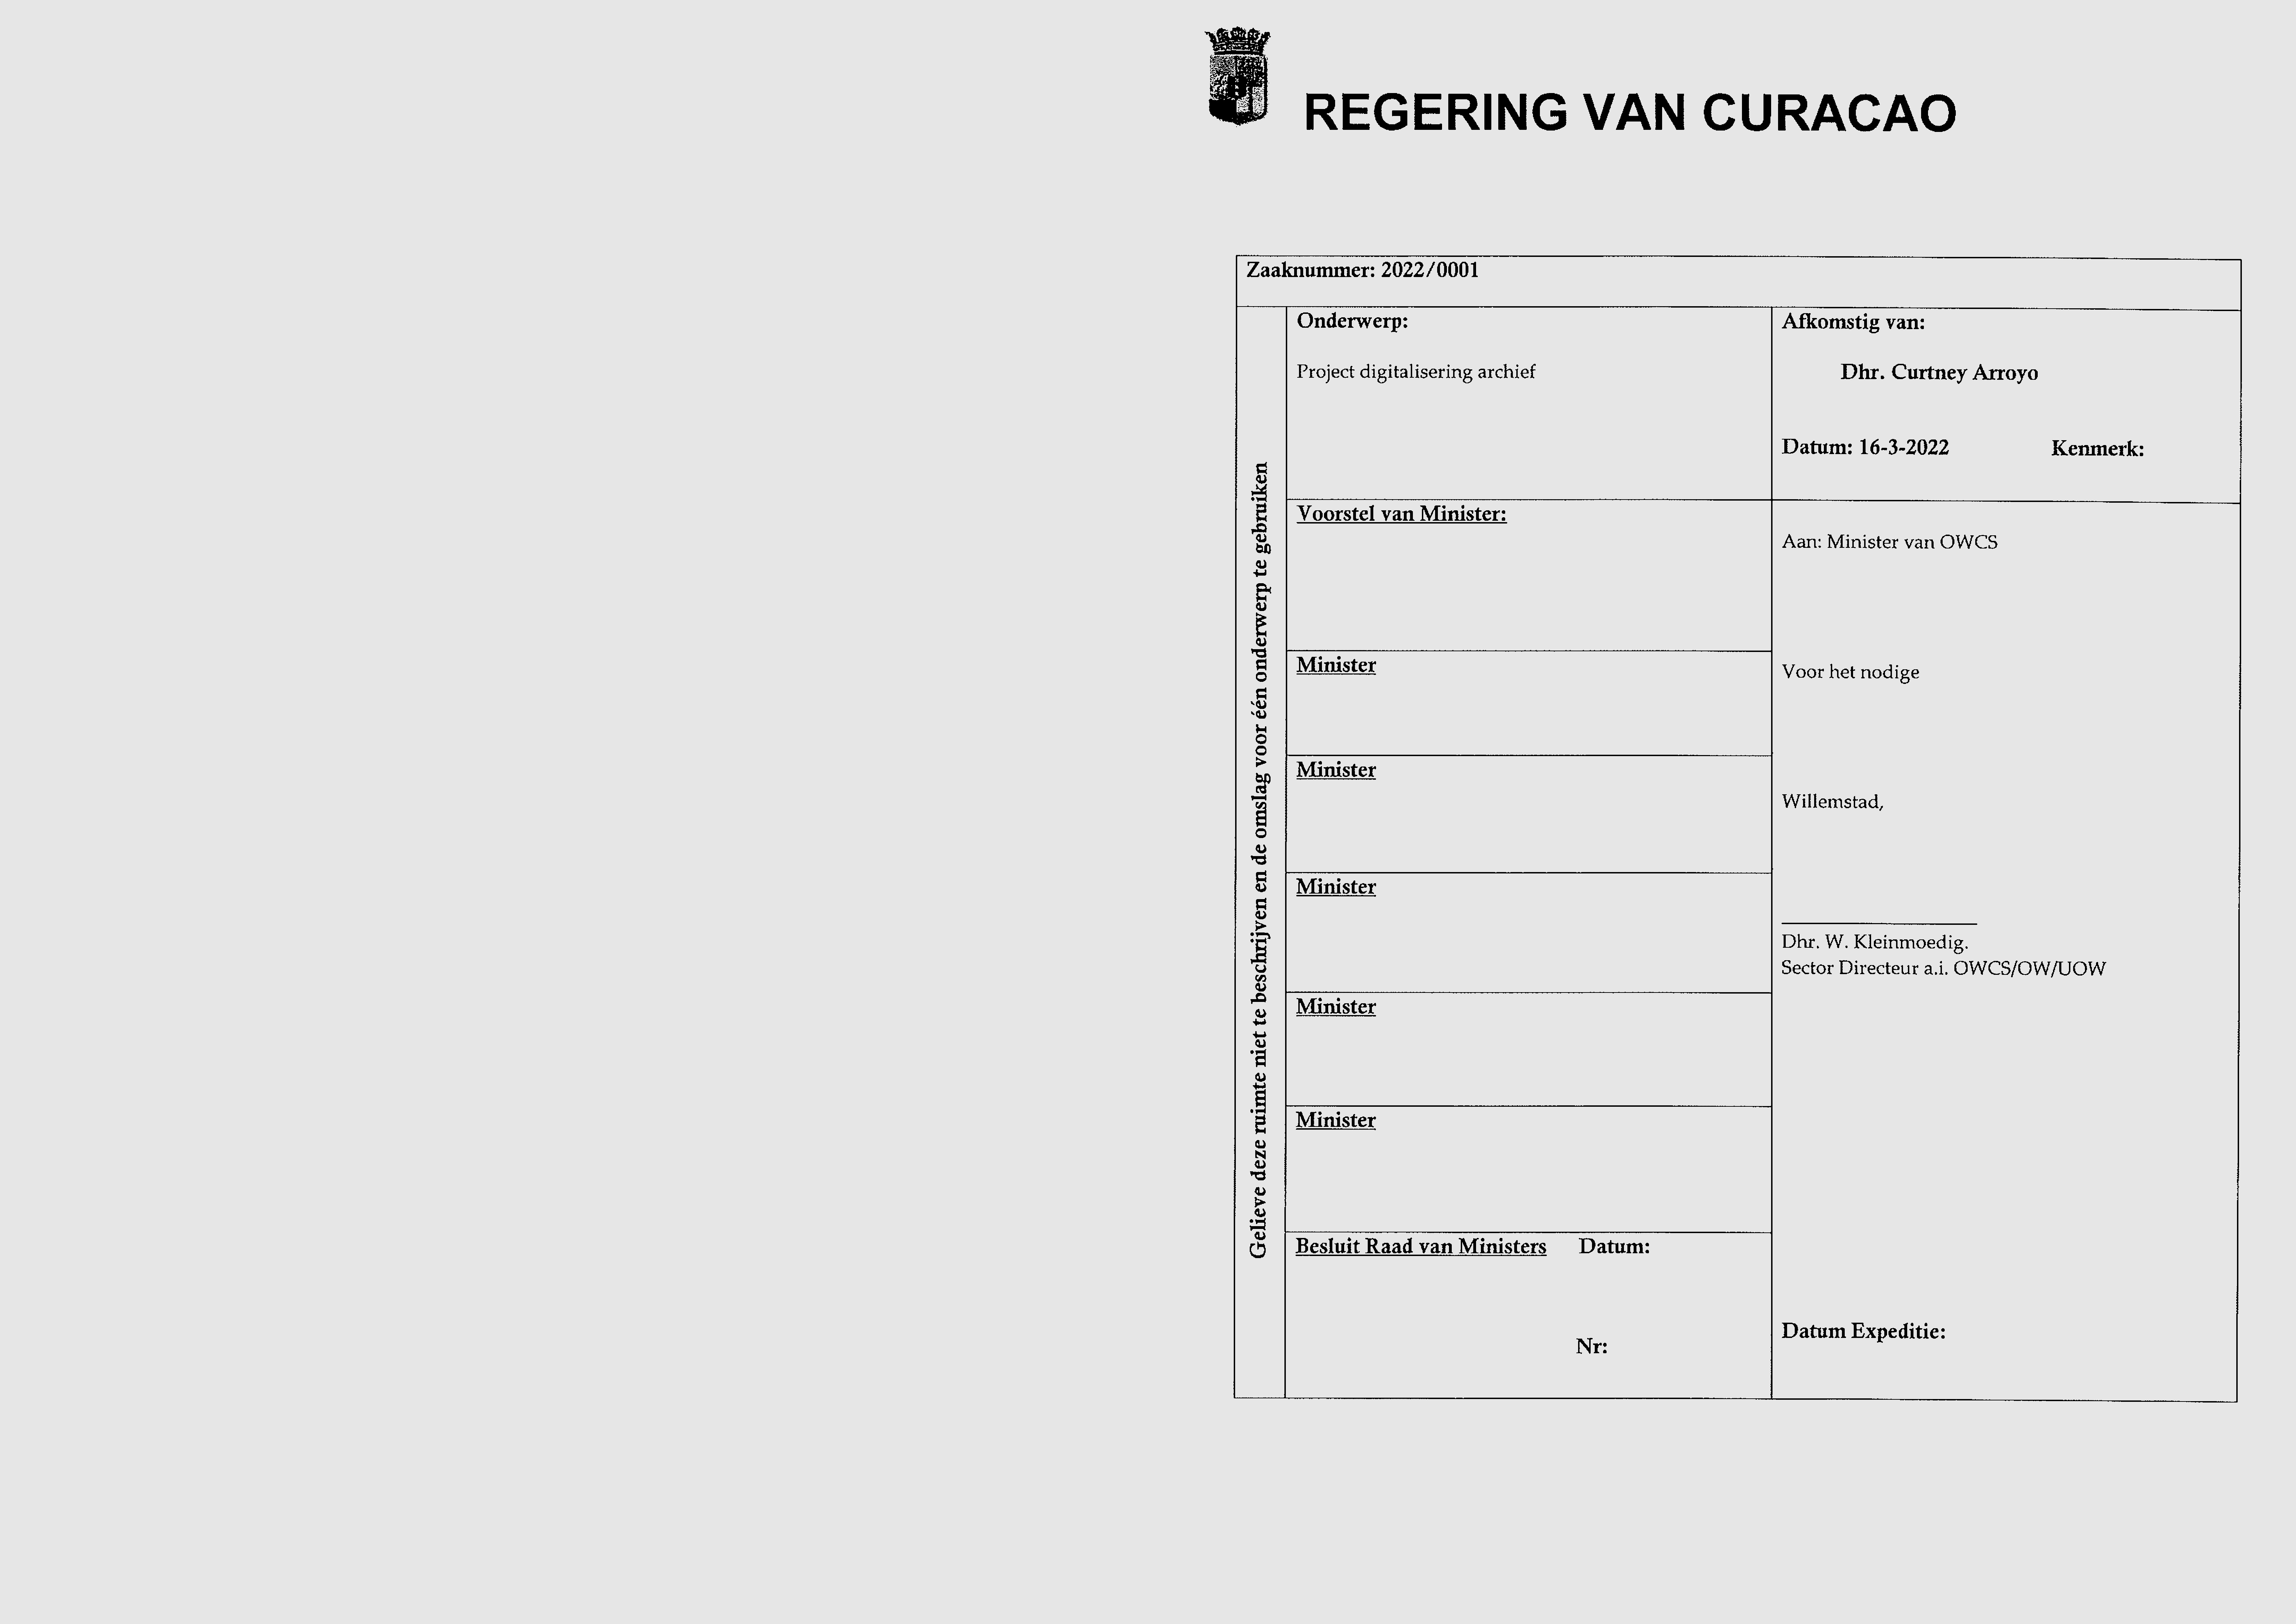 REGERING VAN CURACAO
Zaaknummer: 2022/0001
Gelieve deze ruimte niet te beschrijven en de omslag voor één onderwerp te gebruiken
Onderwerp:
Project digitalisering archief
Afkomstig van:
Dhr. Curtney Arroyo
Datum: 16-3-2022 Kenmerk:
Voorstel van Minister:
Minister
Minister
Minister
Minister
Minister
Besluit Raad van Ministers Datum:
Nr:
Aan: Minister van OWCS
Voor het nodige
Willemstad,
Dhr. W. Kleinmoedig.
Sector Directeur a.i. OWCS/OW/UOW
Datum Expeditie: